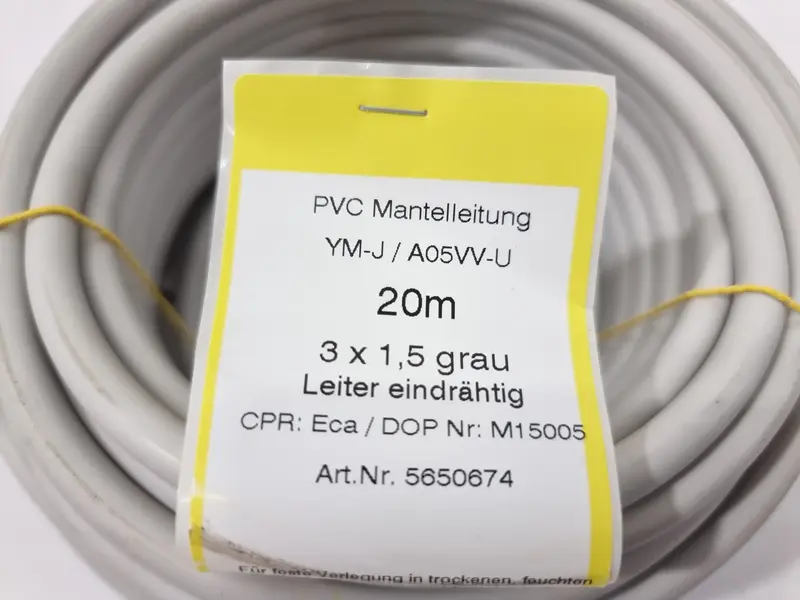 PVC Mantelleitung
YM-J / A05VV-U
20m
3 x 1,5 grau
Leiter eindrähtig
CPR: Eca / DOP Nr: M15005
Art.Nr. 5650674
Für feste Verlegung in trockenen, feuchten